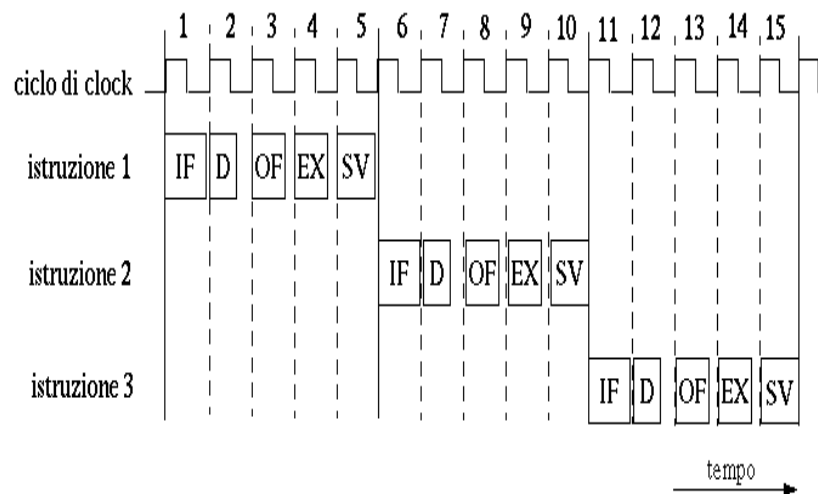 1 2 3 4 5 6 7 8 9 10 11 12 13 14 15
ciclo di clock
istruzione 1 IF D OF EX SV
istruzione 2 IF D OF EX SV
istruzione 3 IF D OF EX SV
tempo